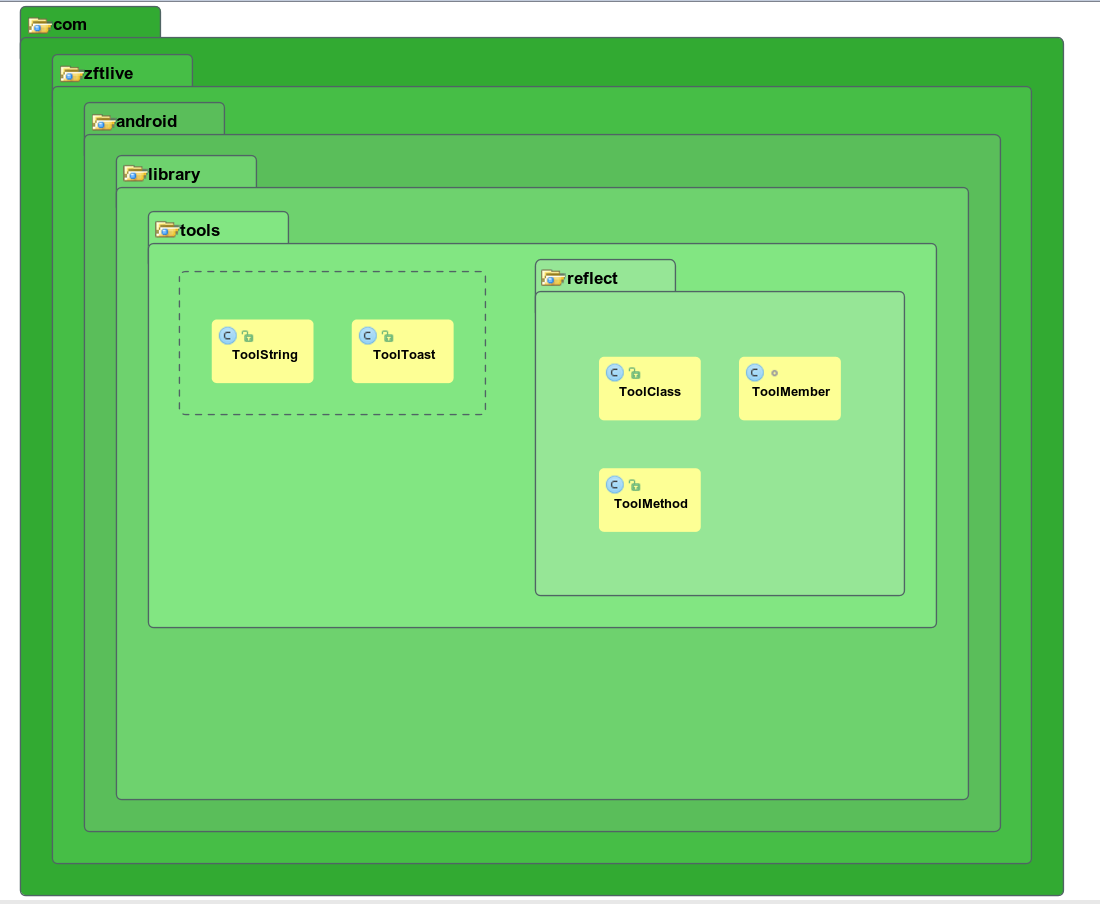 com
zftlive
android
library
tools
reflect
ToolString
ToolToast
ToolClass
ToolMember
ToolMethod